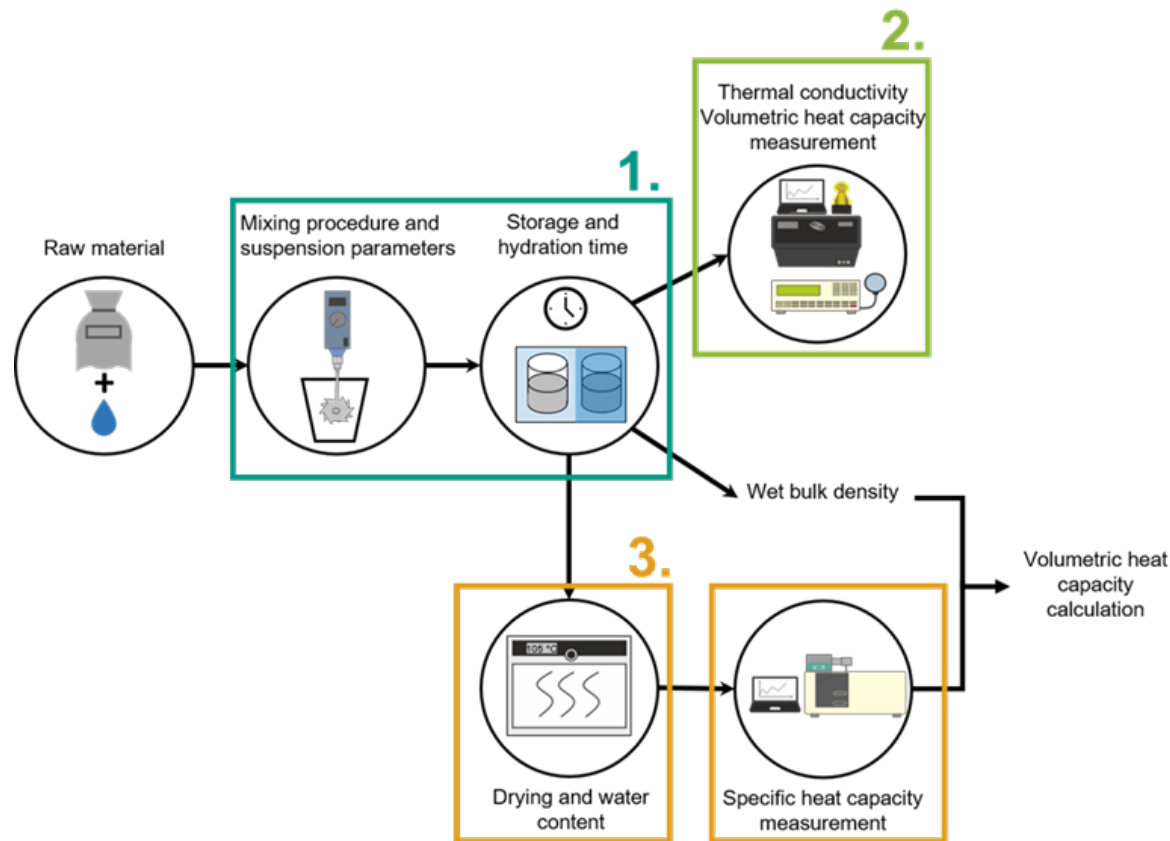 2.
Thermal conductivity
Volumetric heat capacity
measurement
1.
Mixing procedure and
suspension parameters
Storage and
hydration time
Raw material
+
Wet bulk density
Volumetric heat
capacity
calculation
3.
105 °C
Drying and water
content
Specific heat capacity
measurement